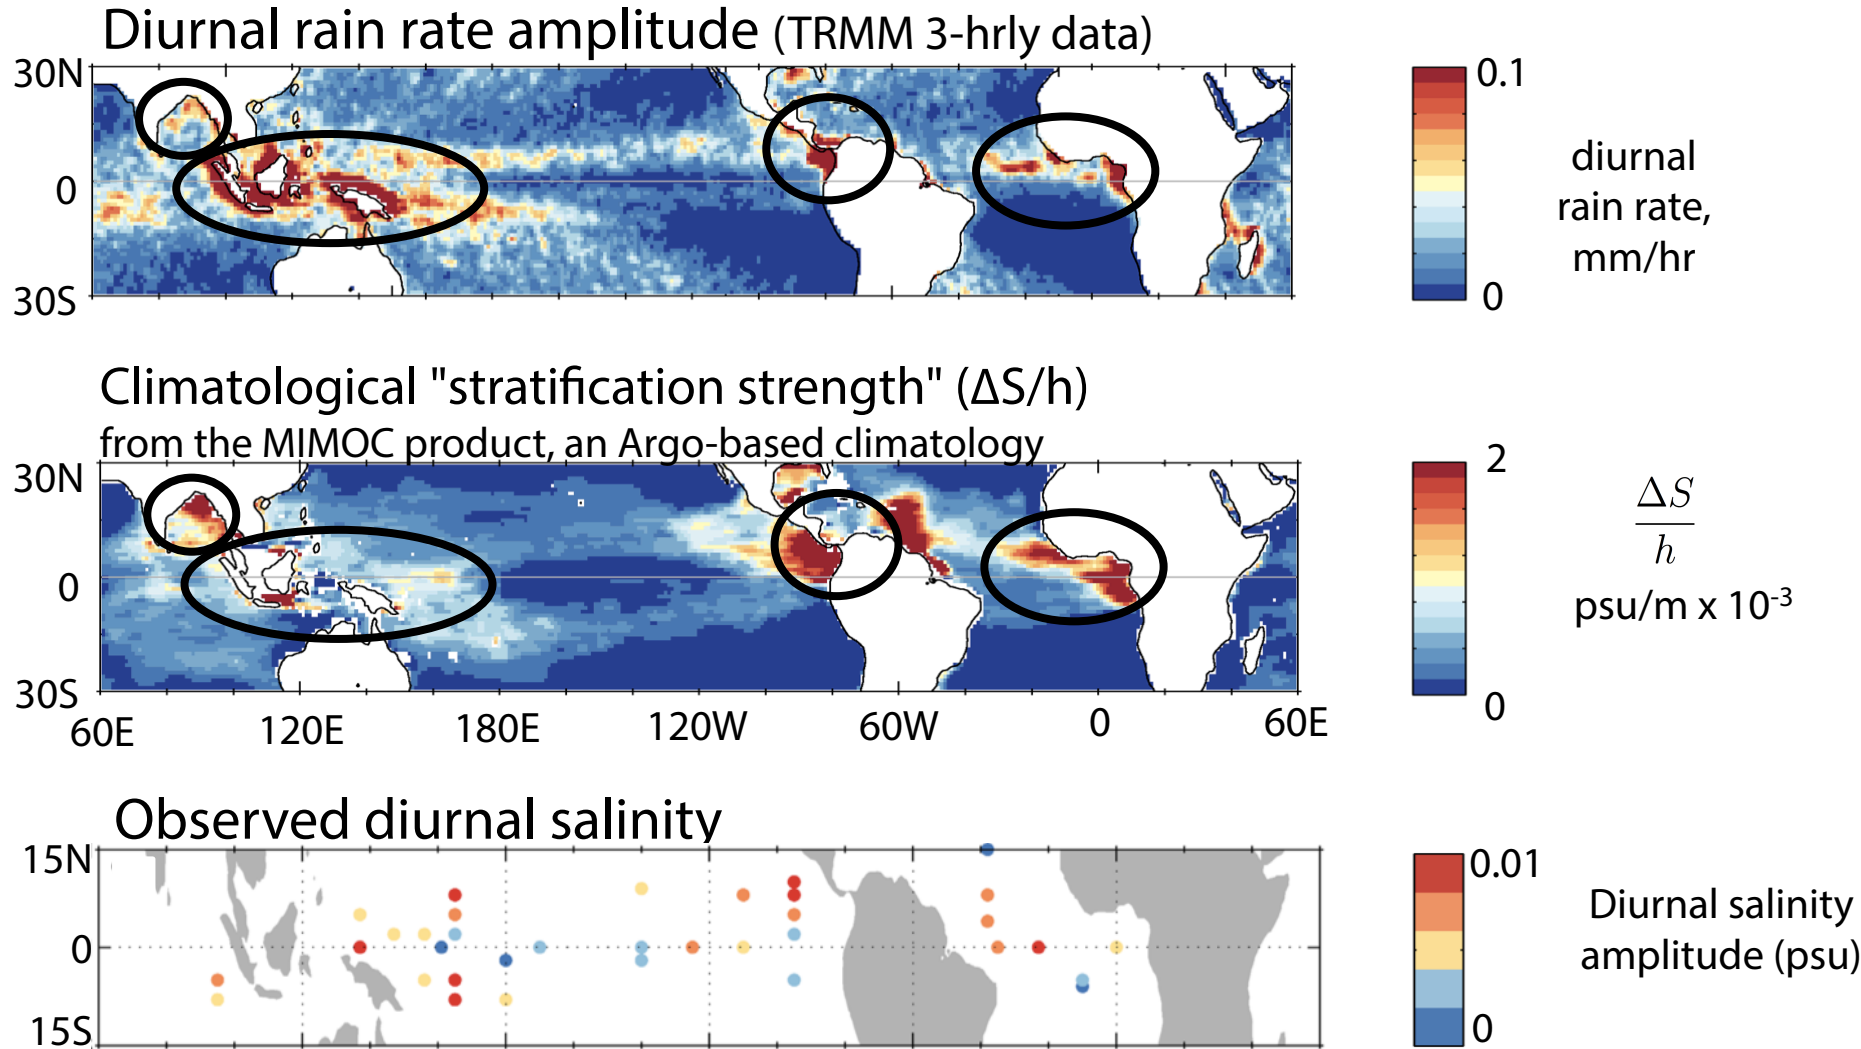 Diurnal rain rate amplitude (TRMM 3-hrly data)
30N
0
30S
0.1
0
diurnal
rain rate,
mm/hr
Climatological "stratification strength" (ΔS/h)
from the MIMOC product, an Argo-based climatology
30N
0
30S
60E 120E 180E 120W 60W 0 60E
2
0
ΔS
h
psu/m x 10-3
Observed diurnal salinity
15N
0
15S
0.01
0
Diurnal salinity
amplitude (psu)